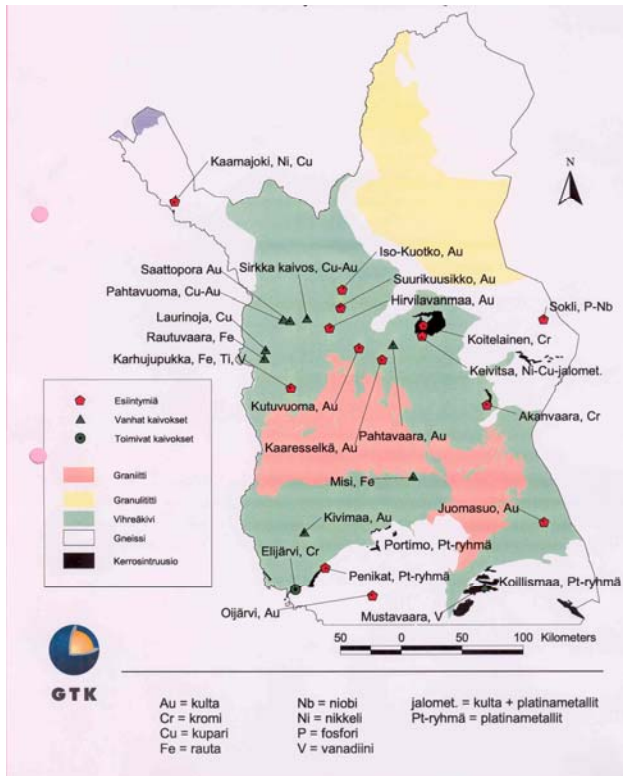 Kaamajoki, Ni, Cu
N
Iso-Kuotko, Au
Saattopora Au
Sirkka kaivos, Cu-Au
Suurikuusikko, Au
Pahtavuoma, Cu-Au
Hirvilavanmaa, Au
Sokli, P-Nb
Laurinoja, Cu
Rautuvaara, Fe
Koitelainen, Cr
Karhujupukka, Fe, Ti, V
Keivitsa, Ni-Cu-jalomet.
Kutuvuoma, Au
Akanvaara, Cr
Pahtavaara, Au
Kaaresselkä, Au
Misi, Fe
Juomasuo, Au
Kivimaa, Au
Elijärvi, Cr
Portimo, Pt-ryhmä
Penikat, Pt-ryhmä
Koillismaa, Pt-ryhmä
Oijärvi, Au
Mustavaara, V
Esiintymiä
Vanhat kaivokset
Toimivat kaivokset
Graniitti
Granulititti
Vihreäkivi
Gneissi
Kerrosintruusio
50 0 50 100 Kilometers
GTK
Au = kulta
Cr = kromi
Cu = kupari
Fe = rauta
Nb = niobi
Ni = nikkeli
P = fosfori
V = vanadiini
jalomet. = kulta + platinametallit
Pt-ryhmä = platinametallit